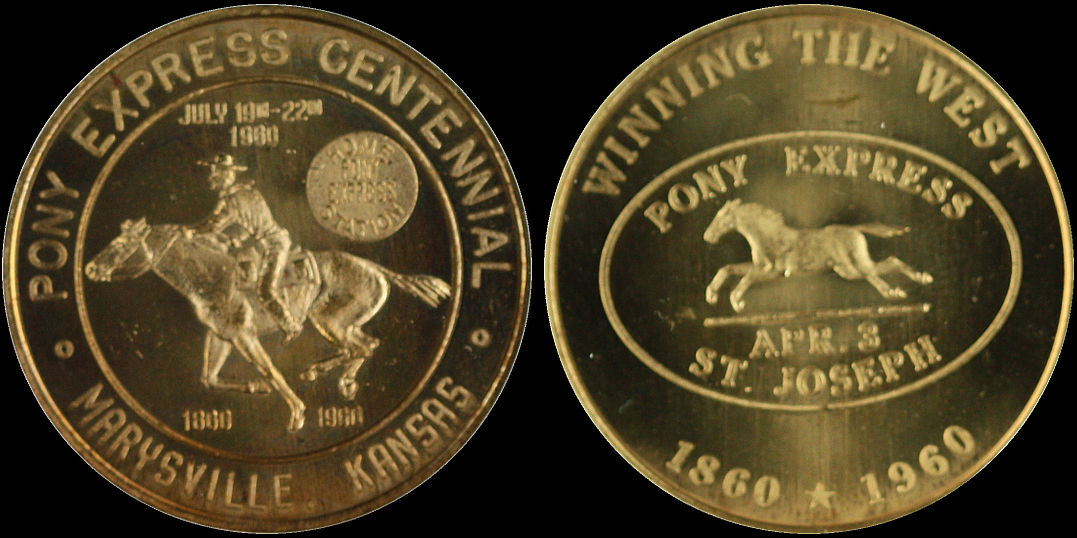 PONY EXPRESS CENTENNIAL
JULY 19TH-22ND
1960
HOME
PONY
EXPRESS
STATION
1860 1960
MARYSVILLE, KANSAS
WINNING THE WEST
PONY EXPRESS
APR. 3
ST. JOSEPH
1860 ★ 1960